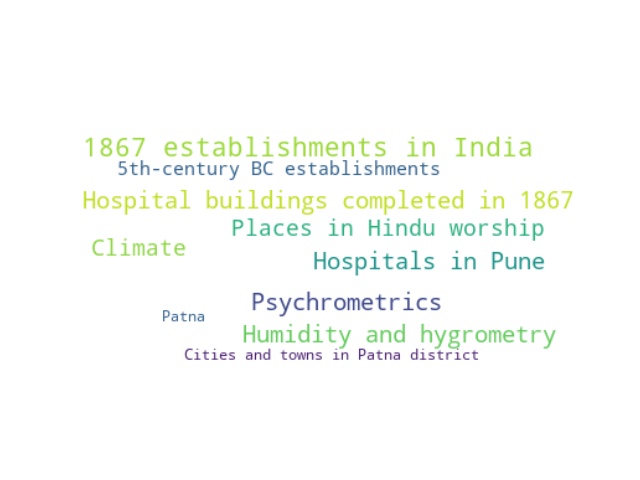 1867 establishments in India
5th-century BC establishments
Hospital buildings completed in 1867
Places in Hindu worship
Climate
Hospitals in Pune
Psychrometrics
Patna
Humidity and hygrometry
Cities and towns in Patna district